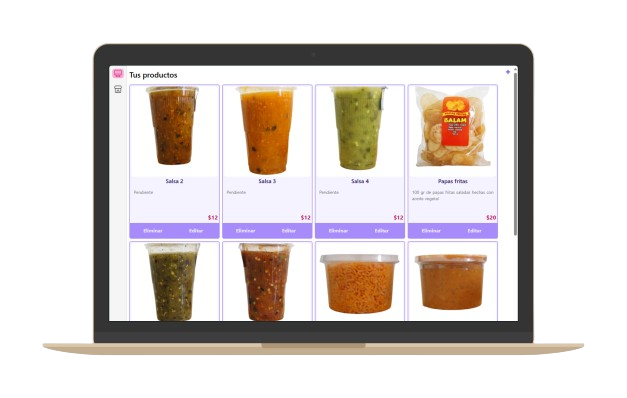 Tus productos
Salsa 2
Pendiente
$12
Eliminar Editar
Salsa 3
Pendiente
$12
Eliminar Editar
Salsa 4
Pendiente
$12
Eliminar Editar
BALAM
Papas fritas
100 gr de papas fritas saladas hechas con
aceite vegetal
$20
Eliminar Editar